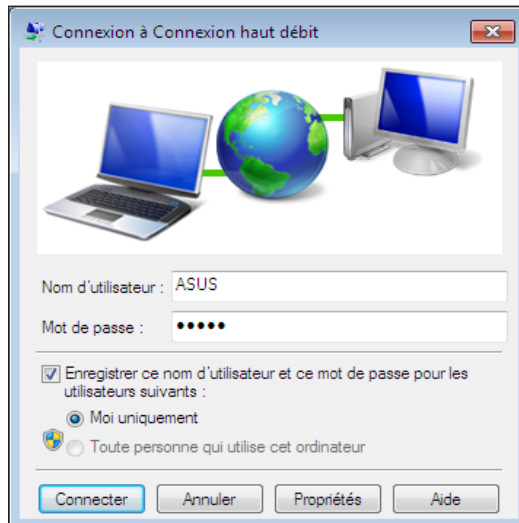 Connexion à Connexion haut débit
Nom d'utilisateur : ASUS
Mot de passe : •••••
Enregistrer ce nom d'utilisateur et ce mot de passe pour les
utilisateurs suivants :
Moi uniquement
Toute personne qui utilise cet ordinateur
Connecter Annuler Propriétés Aide